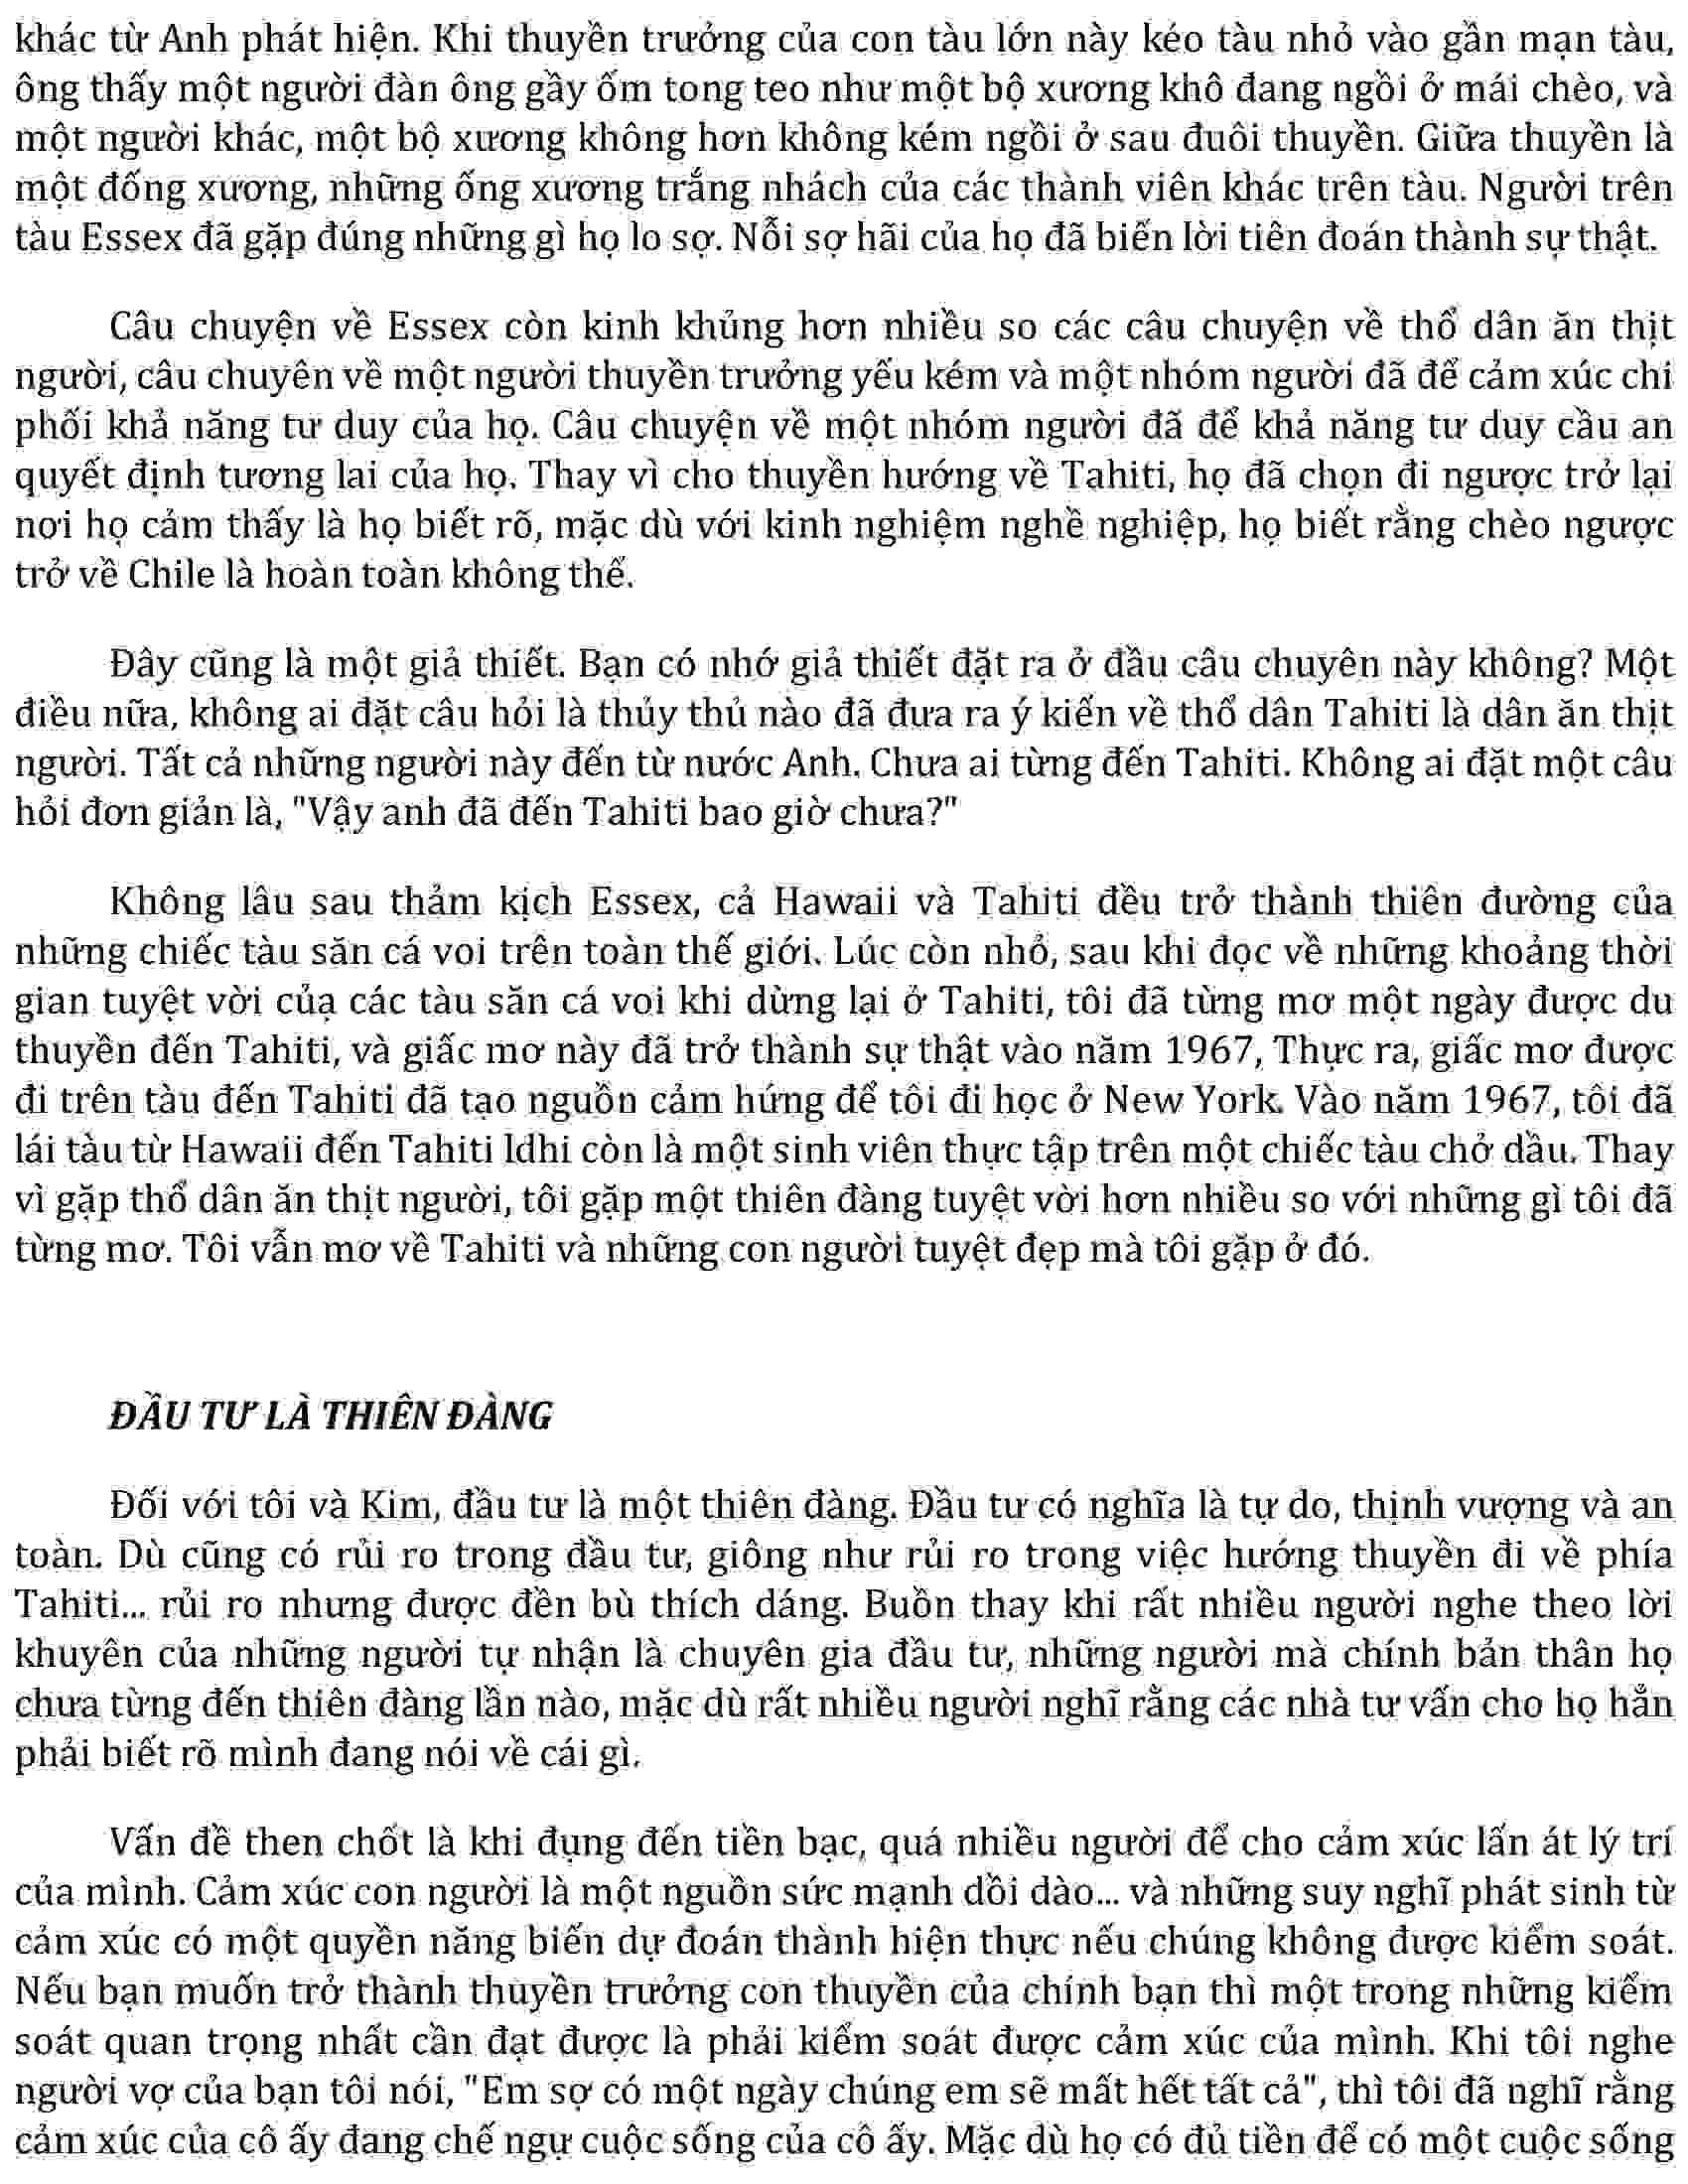 khác từ Anh phát hiện. Khi thuyền trưởng của con tàu lớn này kéo tàu nhỏ vào gần mạn tàu,
ông thấy một người đàn ông gầy ốm tong teo như một bộ xương khô đang ngồi ở mái chèo, và
một người khác, một bộ xương không hơn không kém ngồi ở sau đuôi thuyền. Giữa thuyền là
một đống xương, những ống xương trắng nhách của các thành viên khác trên tàu. Người trên
tàu Essex đã gặp đúng những gì họ lo sợ. Nỗi sợ hãi của họ đã biến lời tiên đoán thành sự thật.
Câu chuyện về Essex còn kinh khủng hơn nhiều so các câu chuyện về thổ dân ăn thịt
người, câu chuyên về một người thuyền trưởng yếu kém và một nhóm người đã để cảm xúc chi
phối khả năng tư duy của họ. Câu chuyện về một nhóm người đã để khả năng tư duy cầu an
quyết định tương lai của họ. Thay vì cho thuyền hướng về Tahiti, họ đã chọn đi ngược trở lại
nơi họ cảm thấy là họ biết rõ, mặc dù với kinh nghiệm nghề nghiệp, họ biết rằng chèo ngược
trở về Chile là hoàn toàn không thể.
Đây cũng là một giả thiết. Bạn có nhớ giả thiết đặt ra ở đầu câu chuyên này không? Một
điều nữa, không ai đặt câu hỏi là thủy thủ nào đã đưa ra ý kiến về thổ dân Tahiti là dân ăn thịt
người. Tất cả những người này đến từ nước Anh. Chưa ai từng đến Tahiti. Không ai đặt một câu
hỏi đơn giản là, "Vậy anh đã đến Tahiti bao giờ chưa?"
Không lâu sau thảm kịch Essex, cả Hawaii và Tahiti đều trở thành thiên đường của
những chiếc tàu săn cá voi trên toàn thế giới. Lúc còn nhỏ, sau khi đọc về những khoảng thời
gian tuyệt vời của các tàu săn cá voi khi dừng lại ở Tahiti, tôi đã từng mơ một ngày được du
thuyền đến Tahiti, và giấc mơ này đã trở thành sự thật vào năm 1967, Thực ra, giấc mơ được
đi trên tàu đến Tahiti đã tạo nguồn cảm hứng để tôi đi học ở New York. Vào năm 1967, tôi đã
lái tàu từ Hawaii đến Tahiti Idhi còn là một sinh viên thực tập trên một chiếc tàu chở dầu. Thay
vì gặp thổ dân ăn thịt người, tôi gặp một thiên đàng tuyệt vời hơn nhiều so với những gì tôi đã
từng mơ. Tôi vẫn mơ về Tahiti và những con người tuyệt đẹp mà tôi gặp ở đó.
ĐẦU TƯ LÀ THIÊN ĐÀNG
Đối với tôi và Kim, đầu tư là một thiên đàng. Đầu tư có nghĩa là tự do, thịnh vượng và an
toàn. Dù cũng có rủi ro trong đầu tư, giông như rủi ro trong việc hướng thuyền đi về phía
Tahiti... rủi ro nhưng được đền bù thích dáng. Buồn thay khi rất nhiều người nghe theo lời
khuyên của những người tự nhận là chuyên gia đầu tư, những người mà chính bản thân họ
chưa từng đến thiên đàng lần nào, mặc dù rất nhiều người nghĩ rằng các nhà tư vấn cho họ hẳn
phải biết rõ mình đang nói về cái gì.
Vấn đề then chốt là khi đụng đến tiền bạc, quá nhiều người để cho cảm xúc lấn át lý trí
của mình. Cảm xúc con người là một nguồn sức mạnh dồi dào... và những suy nghĩ phát sinh từ
cảm xúc có một quyền năng biến dự đoán thành hiện thực nếu chúng không được kiểm soát.
Nếu bạn muốn trở thành thuyền trưởng con thuyền của chính bạn thì một trong những kiểm
soát quan trọng nhất cần đạt được là phải kiểm soát được cảm xúc của mình. Khi tôi nghe
người vợ của bạn tôi nói, "Em sợ có một ngày chúng em sẽ mất hết tất cả", thì tôi đã nghĩ rằng
cảm xúc của cô ấy đang chế ngự cuộc sống của cô ấy. Mặc dù họ có đủ tiền để có một cuộc sống